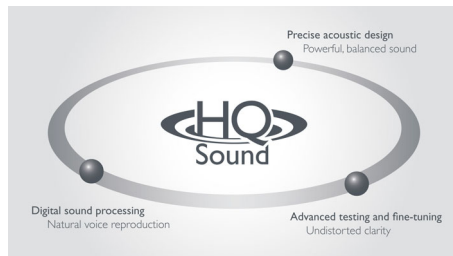 Precise acoustic design
Powerful, balanced sound
HQ
Sound
Digital sound processing
Natural voice reproduction
Advanced testing and fine-tuning
Undistorted clarity